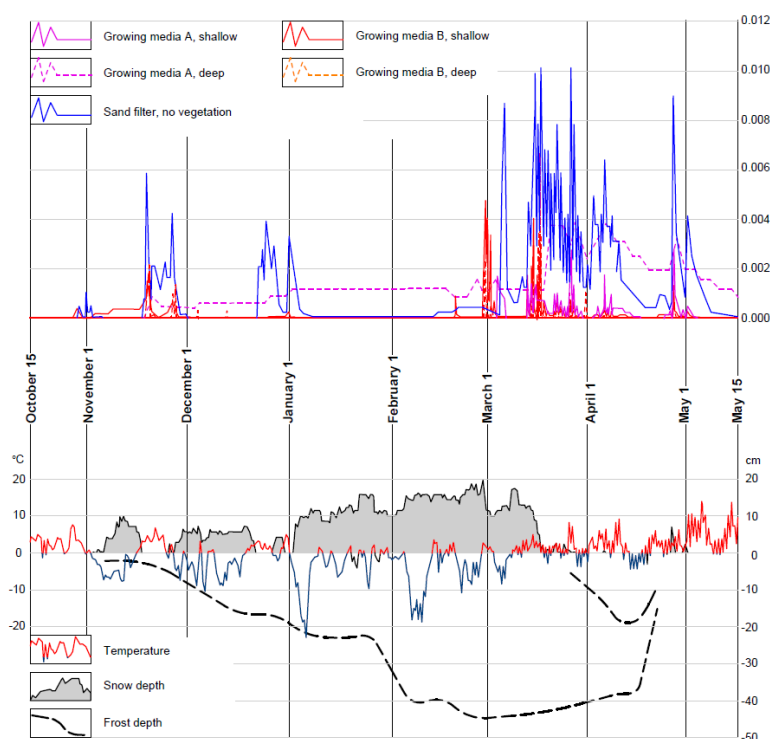 0.012
Growing media A, shallow
Growing media B, shallow
0.010
Growing media A, deep
Growing media B, deep
Sand filter, no vegetation
0.008
0.006
0.004
0.002
0.000
October 15
November 1
December 1
January 1
February 1
March 1
April 1
May 1
May 15
°C
cm
20
20
10
10
0
0
-10
-10
-20
-20
Temperature
-30
Snow depth
-40
Frost depth
-50